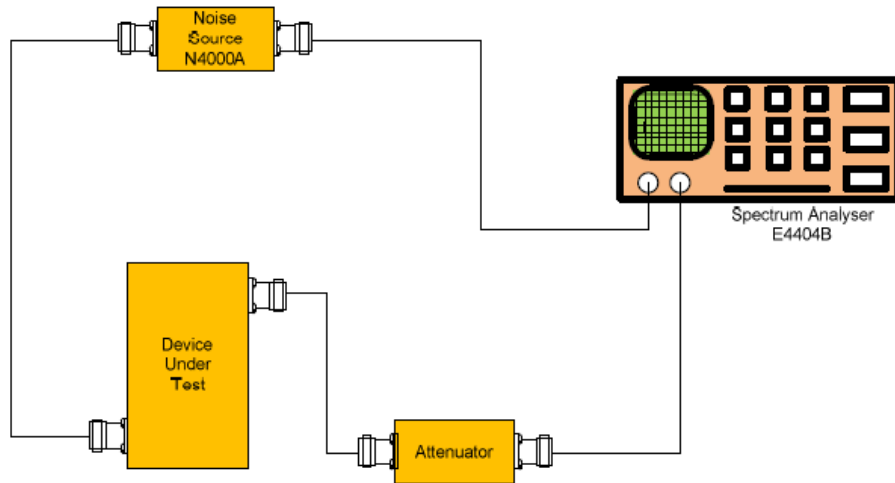 Noise
Source
N4000A
Spectrum Analyser
E4404B
Device
Under
Test
Attenuator